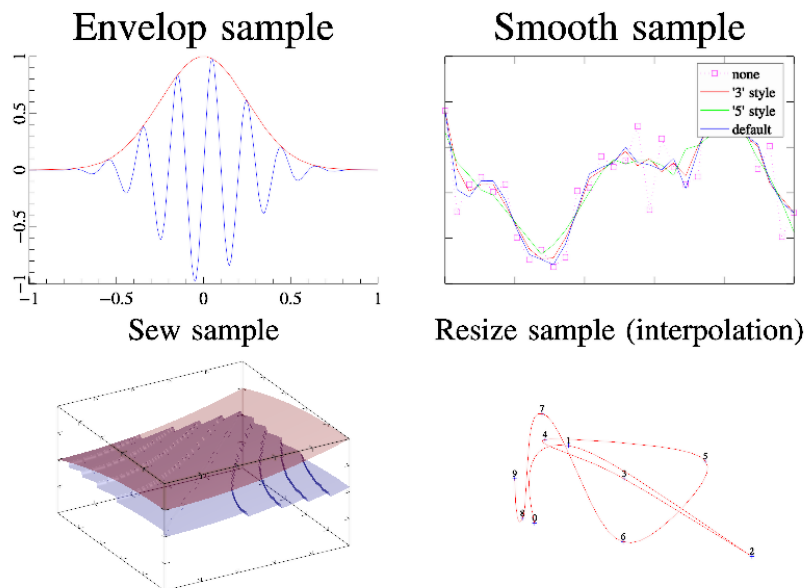 Envelop sample
Smooth sample
1
0.5
0
−0.5
−1
−1
−0.5
0
0.5
1
none
'3' style
'5' style
default
Sew sample
Resize sample (interpolation)
7
4
1
5
3
9
8
0
6
2